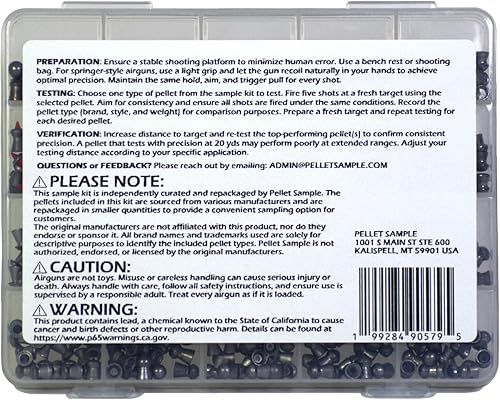 PREPARATION: Ensure a stable shooting platform to minimize human error. Use a bench rest or shooting
bag. For springer-style airguns, use a light grip and let the gun recoil naturally in your hands to achieve
optimal precision. Maintain the same hold, aim, and trigger pull for every shot.
TESTING: Choose one type of pellet from the sample kit to test. Fire five shots at a fresh target using the
selected pellet. Aim for consistency and ensure all shots are fired under the same conditions. Record the
pellet type (brand, style, and weight) for comparison purposes. Prepare a fresh target and repeat testing for
each desired pellet.
VERIFICATION: Increase distance to target and re-test the top-performing pellet(s) to confirm consistent
precision. A pellet that tests with precision at 20 yds may perform poorly at extended ranges. Adjust your
testing distance according to your specific application.
QUESTIONS or FEEDBACK? Please reach out by emailing: ADMIN@PELLETSAMPLE.COM
⚠PLEASE NOTE:
This sample kit is independently curated and repackaged by Pellet Sample. The
pellets included in this kit are sourced from various manufacturers and are
repackaged in smaller quantities to provide a convenient sampling option for
customers.
The original manufacturers are not affiliated with this product, nor do they
endorse or sponsor it. All brand names and trademarks used are solely for
descriptive purposes to identify the included pellet types. Pellet Sample is not
authorized, endorsed, or licensed by the original manufacturers.
⚠CAUTION:
Airguns are not toys. Misuse or careless handling can cause serious injury or
death. Always handle with care, follow all safety instructions, and ensure use is
supervised by a responsible adult. Treat every airgun as if it is loaded.
⚠WARNING:
This product contains lead, a chemical known to the State of California to cause
cancer and birth defects or other reproductive harm. Details can be found at:
https://www.p65warnings.ca.gov.
PELLET SAMPLE
1001 S MAIN ST STE 600
KALISPELL, MT 59901 USA
1 99284 90579 5